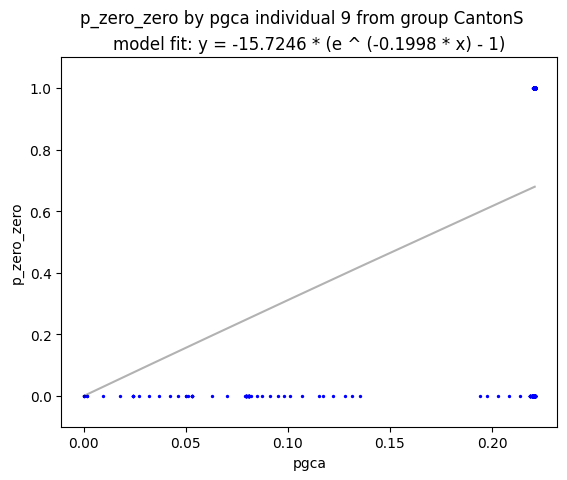 p_zero_zero by pgca individual 9 from group CantonS
model fit: y = -15.7246 * (e ^ (-0.1998 * x) - 1)
1.0
0.8
0.6
0.4
0.2
0.0
p_zero_zero
0.00 0.05 0.10 0.15 0.20
pgca